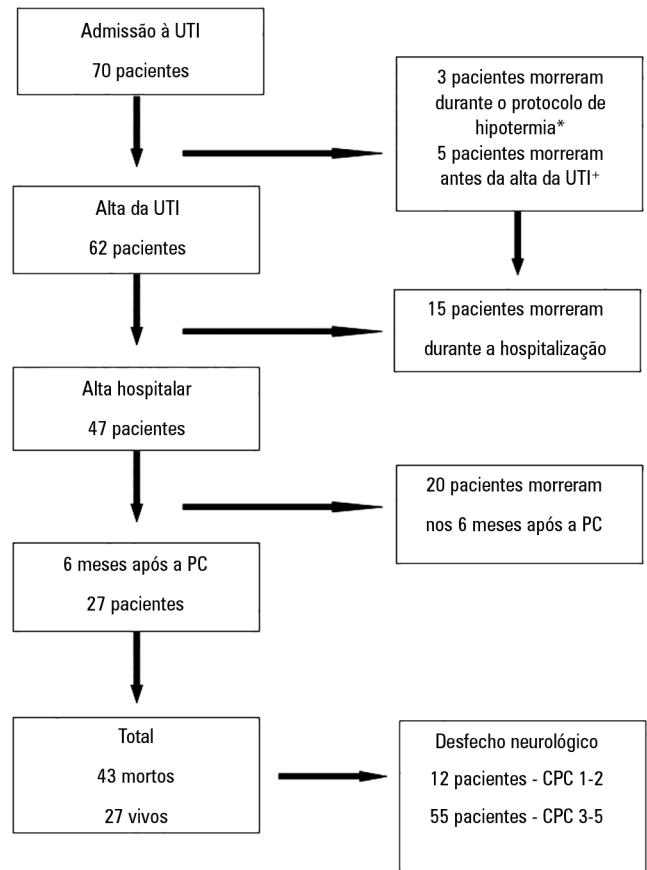 Admissão à UTI
70 pacientes
3 pacientes morreram
durante o protocolo de
hipotermia*
5 pacientes morreram
antes da alta da UTI+
Alta da UTI
62 pacientes
15 pacientes morreram
durante a hospitalização
Alta hospitalar
47 pacientes
20 pacientes morreram
nos 6 meses após a PC
6 meses após a PC
27 pacientes
Total
43 mortos
27 vivos
Desfecho neurológico
12 pacientes - CPC 1-2
55 pacientes - CPC 3-5